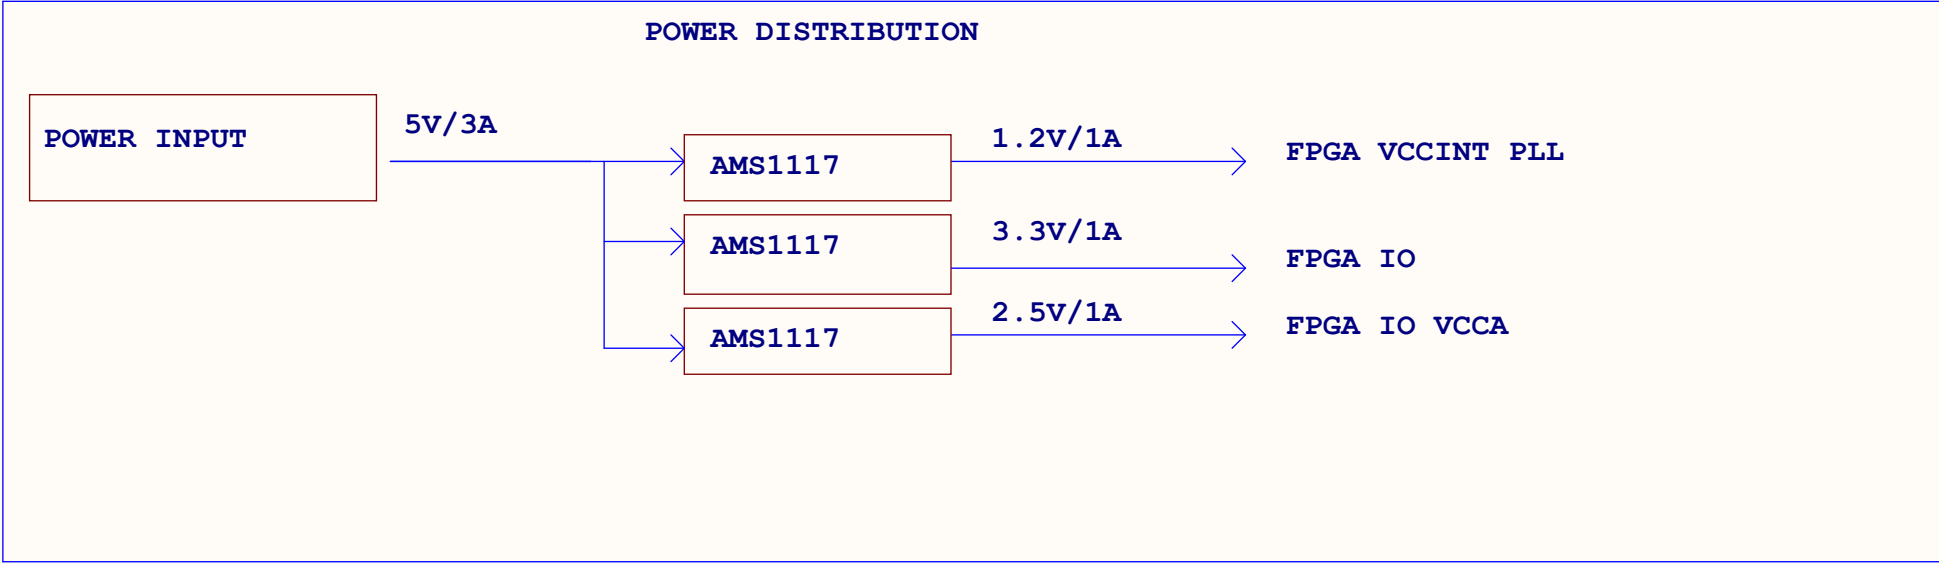 POWER DISTRIBUTION
POWER INPUT
5V/3A
AMS1117
1.2V/1A
FPGA VCCINT PLL
AMS1117
3.3V/1A
FPGA IO
AMS1117
2.5V/1A
FPGA IO VCCA